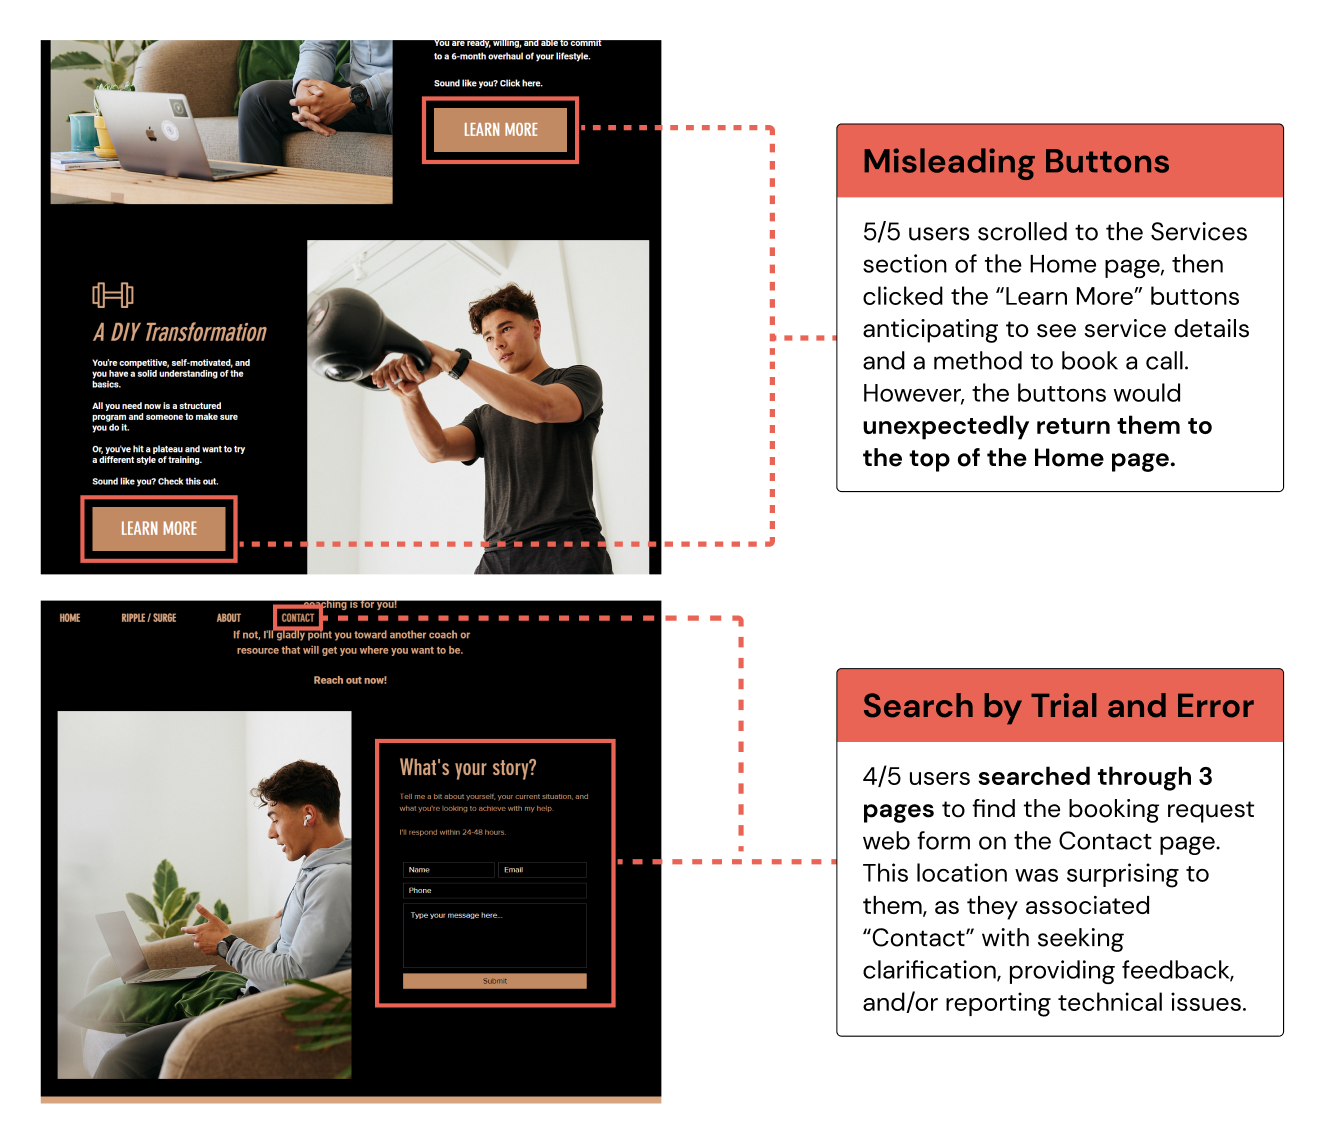 You are ready, willing, and able to commit
to a 6-month overhaul of your lifestyle.
Sound like you? Click here.
LEARN MORE
A DIY Transformation
You're competitive, self-motivated, and
you have a solid understanding of the
basics.
All you need now is a structured
program and someone to make sure
you do it.
Or, you've hit a plateau and want to try
a different style of training.
Sound like you? Check this out.
LEARN MORE
Misleading Buttons
5/5 users scrolled to the Services
section of the Home page, then
clicked the “Learn More” buttons
anticipating to see service details
and a method to book a call.
However, the buttons would
unexpectedly return them to
the top of the Home page.
coaching is for you!
HOME RIPPLE / SURGE ABOUT CONTACT
If not, I'll gladly point you toward another coach or
resource that will get you where you want to be.
Reach out now!
What's your story?
Tell me a bit about yourself, your current situation, and
what you're looking to achieve with my help.
I'll respond within 24-48 hours.
Name Email
Phone
Type your message here...
Submit
Search by Trial and Error
4/5 users searched through 3
pages to find the booking request
web form on the Contact page.
This location was surprising to
them, as they associated
“Contact” with seeking
clarification, providing feedback,
and/or reporting technical issues.